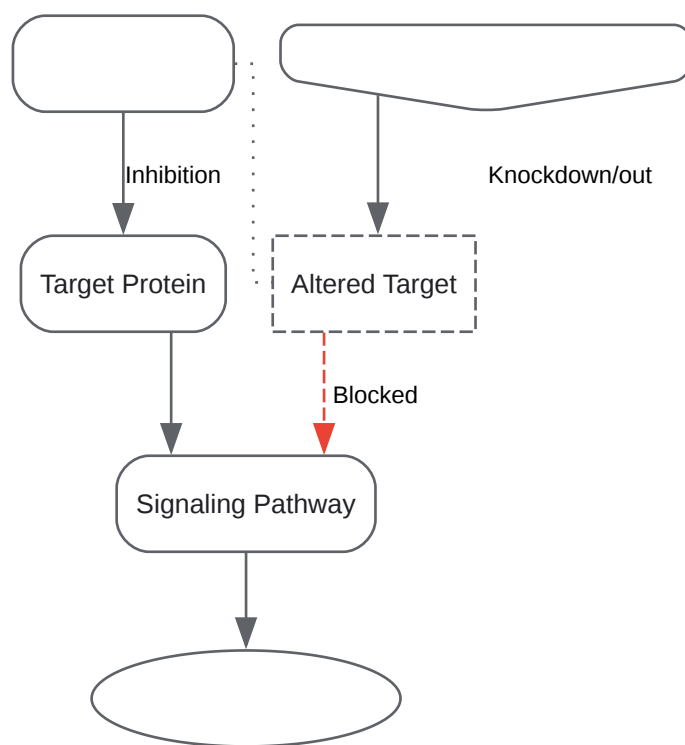 Inhibition
Knockdown/out
Target Protein
Altered Target
Blocked
Signaling Pathway